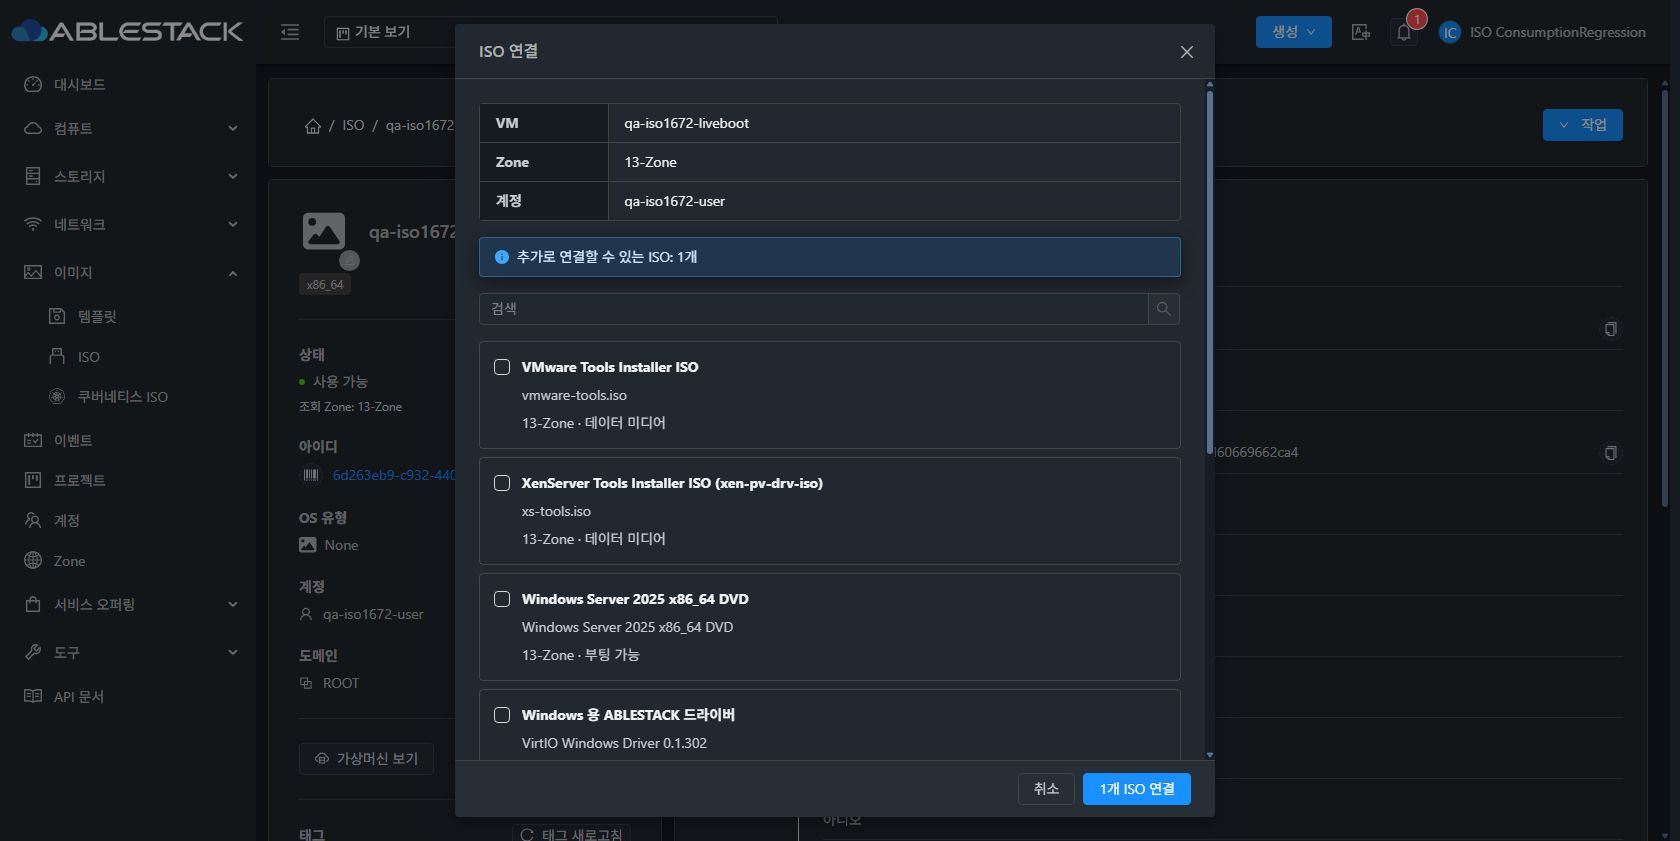 ABLESTACK
기본 보기
생성
1
IC
ISO ConsumptionRegression
대시보드
컴퓨트
스토리지
네트워크
이미지
템플릿
ISO
쿠버네티스 ISO
이벤트
프로젝트
계정
Zone
서비스 오퍼링
도구
API 문서
/ ISO / qa-iso1672
작업
qa-iso1672
x86_64
상태
사용 가능
조회 Zone: 13-Zone
아이디
6d263eb9-c932-440
OS 유형
None
계정
qa-iso1672-user
도메인
ROOT
가상머신 보기
태그
태그 새로고침
ISO 연결
VM
qa-iso1672-liveboot
Zone
13-Zone
계정
qa-iso1672-user
추가로 연결할 수 있는 ISO: 1개
검색
VMware Tools Installer ISO
vmware-tools.iso
13-Zone · 데이터 미디어
XenServer Tools Installer ISO (xen-pv-drv-iso)
xs-tools.iso
13-Zone · 데이터 미디어
Windows Server 2025 x86_64 DVD
Windows Server 2025 x86_64 DVD
13-Zone · 부팅 가능
Windows 용 ABLESTACK 드라이버
VirtIO Windows Driver 0.1.302
취소
1개 ISO 연결